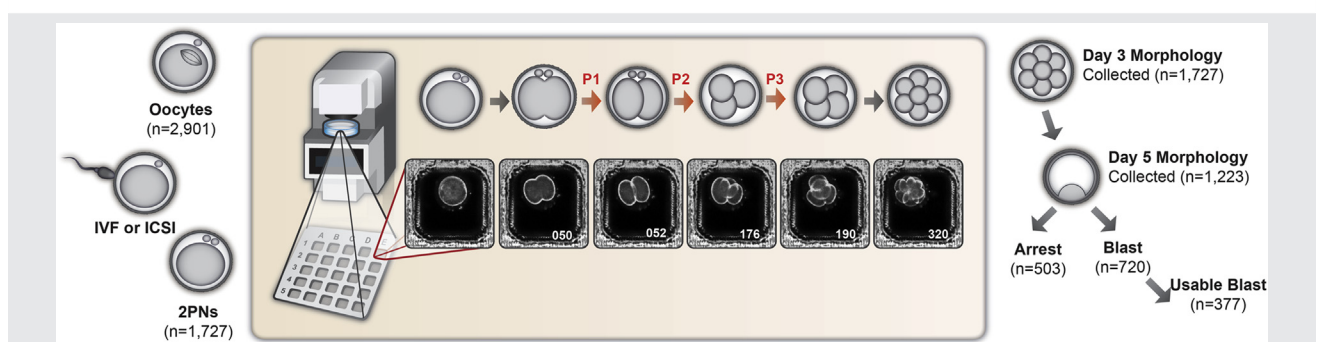 Oocytes
(n=2,901)
IVF or ICSI
2PNs
(n=1,727)
A B C D E
1
2
3
4
5
P1
P2
P3
050
052
176
190
320
Day 3 Morphology
Collected (n=1,727)
Day 5 Morphology
Collected (n=1,223)
Arrest
(n=503)
Blast
(n=720)
Usable Blast
(n=377)